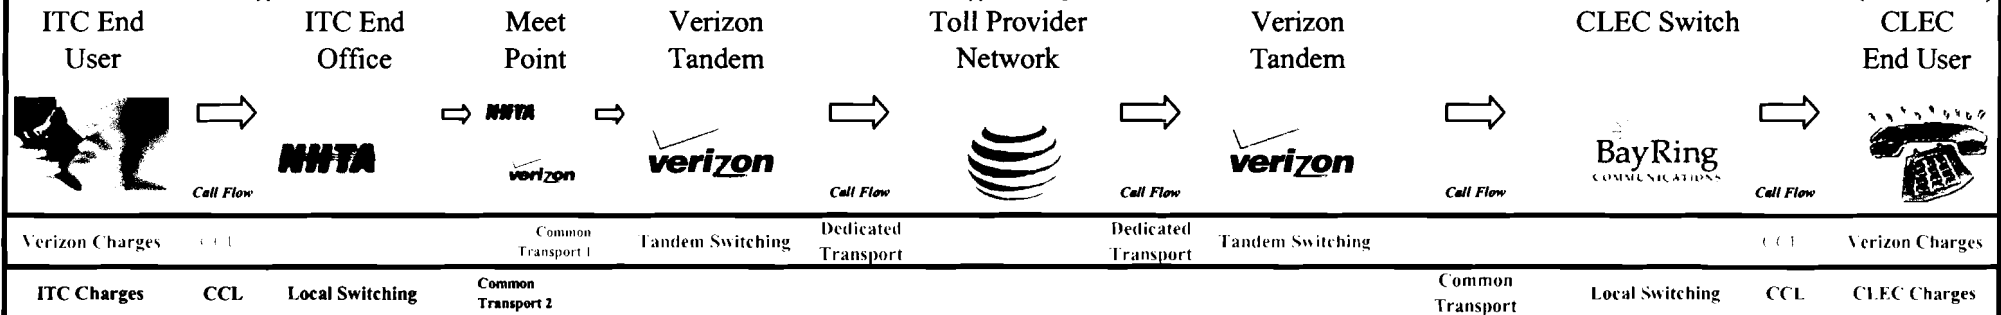 ITC End User
ITC End Office
Meet Point
Verizon Tandem
Toll Provider Network
Verizon Tandem
CLEC Switch
CLEC End User
NHTA
NHTA
verizon
verizon
verizon
BayRing
COMMUNICATIONS
Call Flow
Call Flow
Call Flow
Call Flow
Call Flow
Verizon Charges
Common Transport 1
Tandem Switching
Dedicated Transport
Dedicated Transport
Tandem Switching
Verizon Charges
ITC Charges
CCL
Local Switching
Common Transport 2
Common Transport
Local Switching
CCL
CLEC Charges